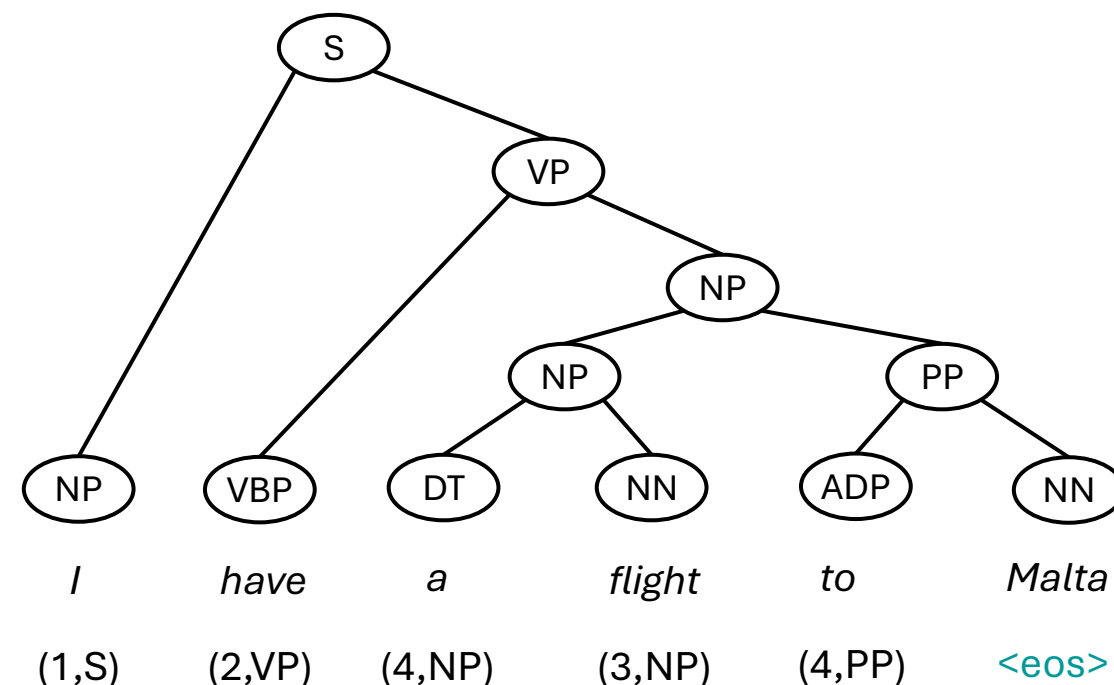 S
VP
NP
NP PP
NP VBP DT NN ADP NN
I have a flight to Malta
(1,S) (2,VP) (4,NP) (3,NP) (4,PP) <eos>